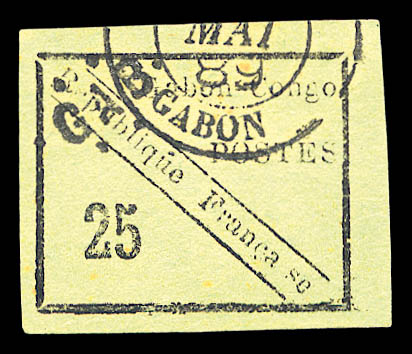 MAI
89
GABON
Gabon-Congo
POSTES
République Française
25